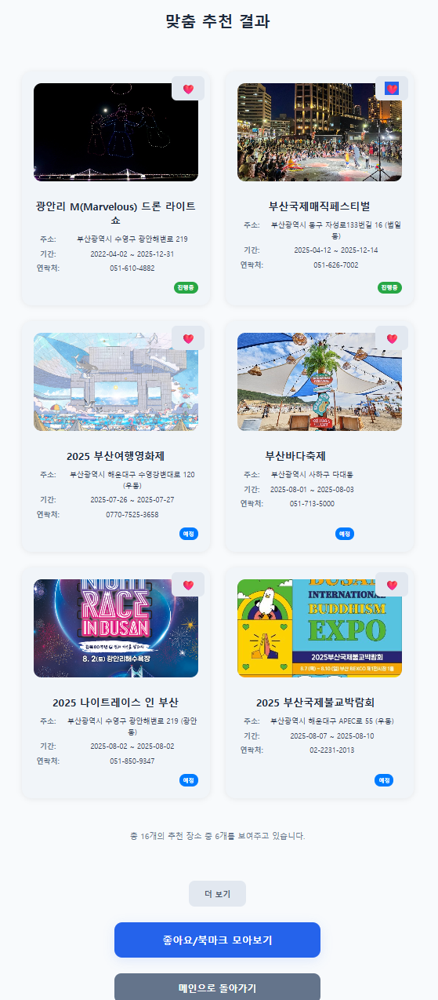 맞춤 추천 결과
광안리 M(Marvelous) 드론 라이트
쇼
주소: 부산광역시 수영구 광안해변로 219
기간: 2022-04-02 ~ 2025-12-31
연락처: 051-610-4882
진행중
부산국제매직페스티벌
주소: 부산광역시 동구 자성로133번길 16 (범일
동)
기간: 2025-04-12 ~ 2025-12-14
연락처: 051-626-7002
진행중
2025 부산여행영화제
주소: 부산광역시 해운대구 수영강변대로 120
(우동)
기간: 2025-07-26 ~ 2025-07-27
연락처: 0770-7525-3658
예정
부산바다축제
주소: 부산광역시 사하구 다대동
기간: 2025-08-01 ~ 2025-08-03
연락처: 051-713-5000
예정
NIGHT
RACE
IN BUSAN
8. 2(토) 광안리해수욕장
2025 나이트레이스 인 부산
주소: 부산광역시 수영구 광안해변로 219 (광안
동)
기간: 2025-08-02 ~ 2025-08-02
연락처: 051-850-9347
예정
BUSAN
INTERNATIONAL
BUDDHISM
EXPO
2025부산국제불교박람회
8.7 (목) ~ 8.10 (일) 부산 BEXCO 제1전시장 1홀
2025 부산국제불교박람회
주소: 부산광역시 해운대구 APEC로 55 (우동)
기간: 2025-08-07 ~ 2025-08-10
연락처: 02-2231-2013
예정
총 16개의 추천 장소 중 6개를 보여주고 있습니다.
더 보기
좋아요/북마크 모아보기
메인으로 돌아가기